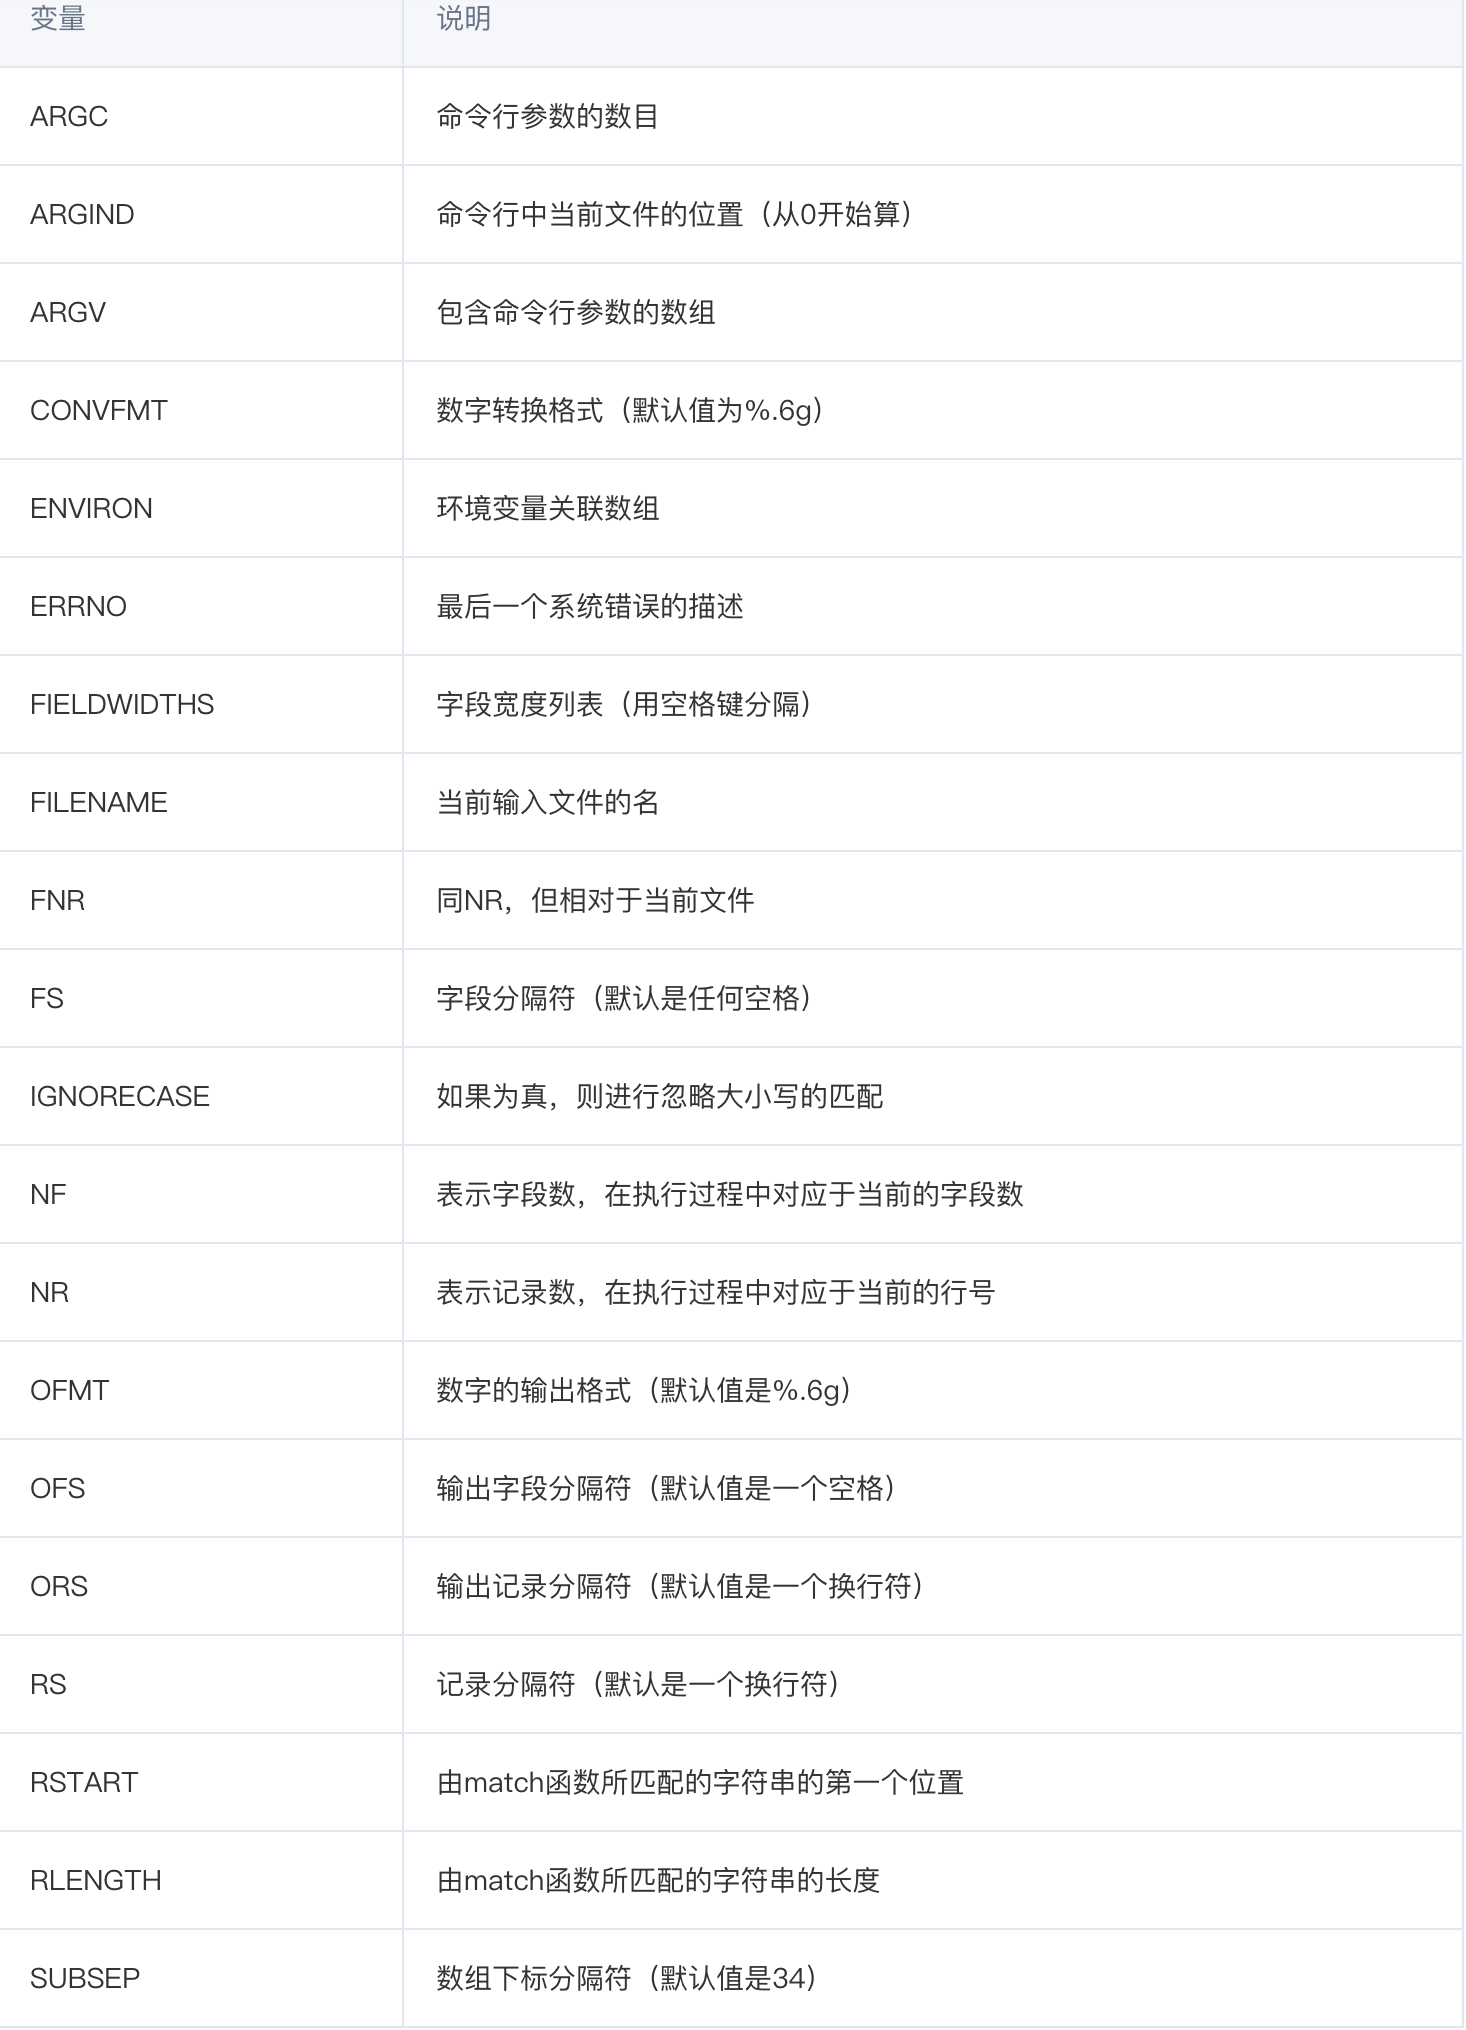 变量 说明
ARGC 命令行参数的数目
ARGIND 命令行中当前文件的位置（从0开始算）
ARGV 包含命令行参数的数组
CONVFMT 数字转换格式（默认值为%.6g）
ENVIRON 环境变量关联数组
ERRNO 最后一个系统错误的描述
FIELDWIDTHS 字段宽度列表（用空格键分隔）
FILENAME 当前输入文件的名
FNR 同NR，但相对于当前文件
FS 字段分隔符（默认是任何空格）
IGNORECASE 如果为真，则进行忽略大小写的匹配
NF 表示字段数，在执行过程中对应于当前的字段数
NR 表示记录数，在执行过程中对应于当前的行号
OFMT 数字的输出格式（默认值是%.6g）
OFS 输出字段分隔符（默认值是一个空格）
ORS 输出记录分隔符（默认值是一个换行符）
RS 记录分隔符（默认是一个换行符）
RSTART 由match函数所匹配的字符串的第一个位置
RLENGTH 由match函数所匹配的字符串的长度
SUBSEP 数组下标分隔符（默认值是34）